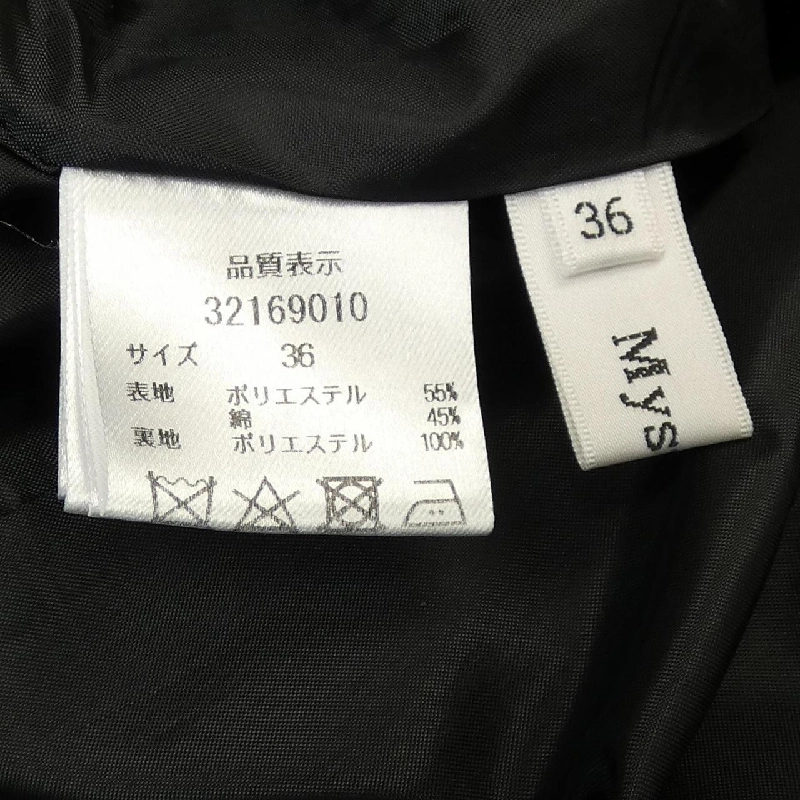 品質表示
32169010
サイズ 36
表地 ポリエステル 55%
綿 45%
裏地 ポリエステル 100%
36
Mys